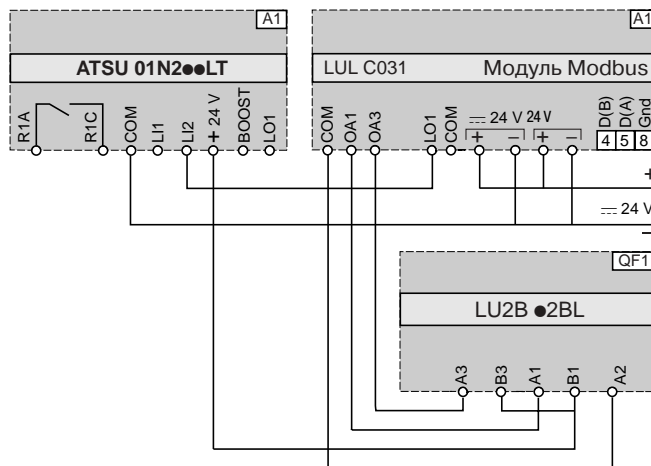 A1
A1
ATSU 01N2●●LT
LUL C031 Модуль Modbus
R1A R1C COM LI1 LI2 + 24 V BOOST LO1
COM OA1 OA3 LO1 COM 24 V 24 V D(B) D(A) Gnd
+ − + − 4 5 8
+
24 V
−
QF1
LU2B ●2BL
A3 B3 A1 B1 A2